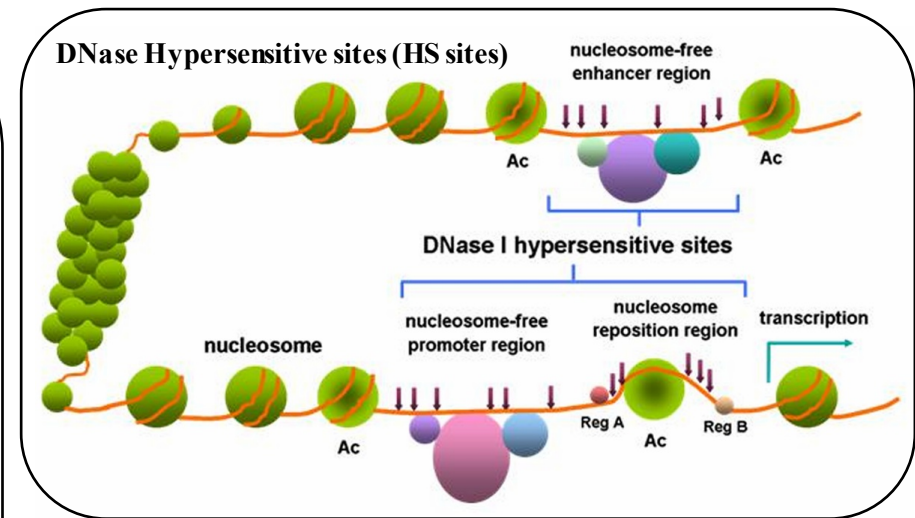 DNase Hypersensitive sites (HS sites)
nucleosome-free
enhancer region
Ac
Ac
DNase I hypersensitive sites
nucleosome-free
promoter region
nucleosome
reposition region
transcription
nucleosome
Reg A
Reg B
Ac
Ac